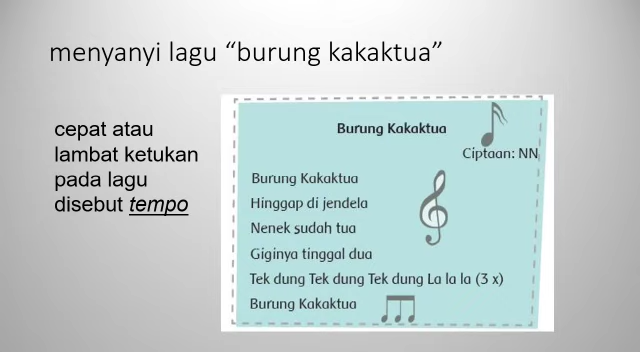 menyanyi lagu “burung kakaktua”
cepat atau
lambat ketukan
pada lagu
disebut tempo
Burung Kakaktua
Ciptaan: NN
Burung Kakaktua
Hinggap di jendela
Nenek sudah tua
Giginya tinggal dua
Tek dung Tek dung Tek dung La la la (3 x)
Burung Kakaktua